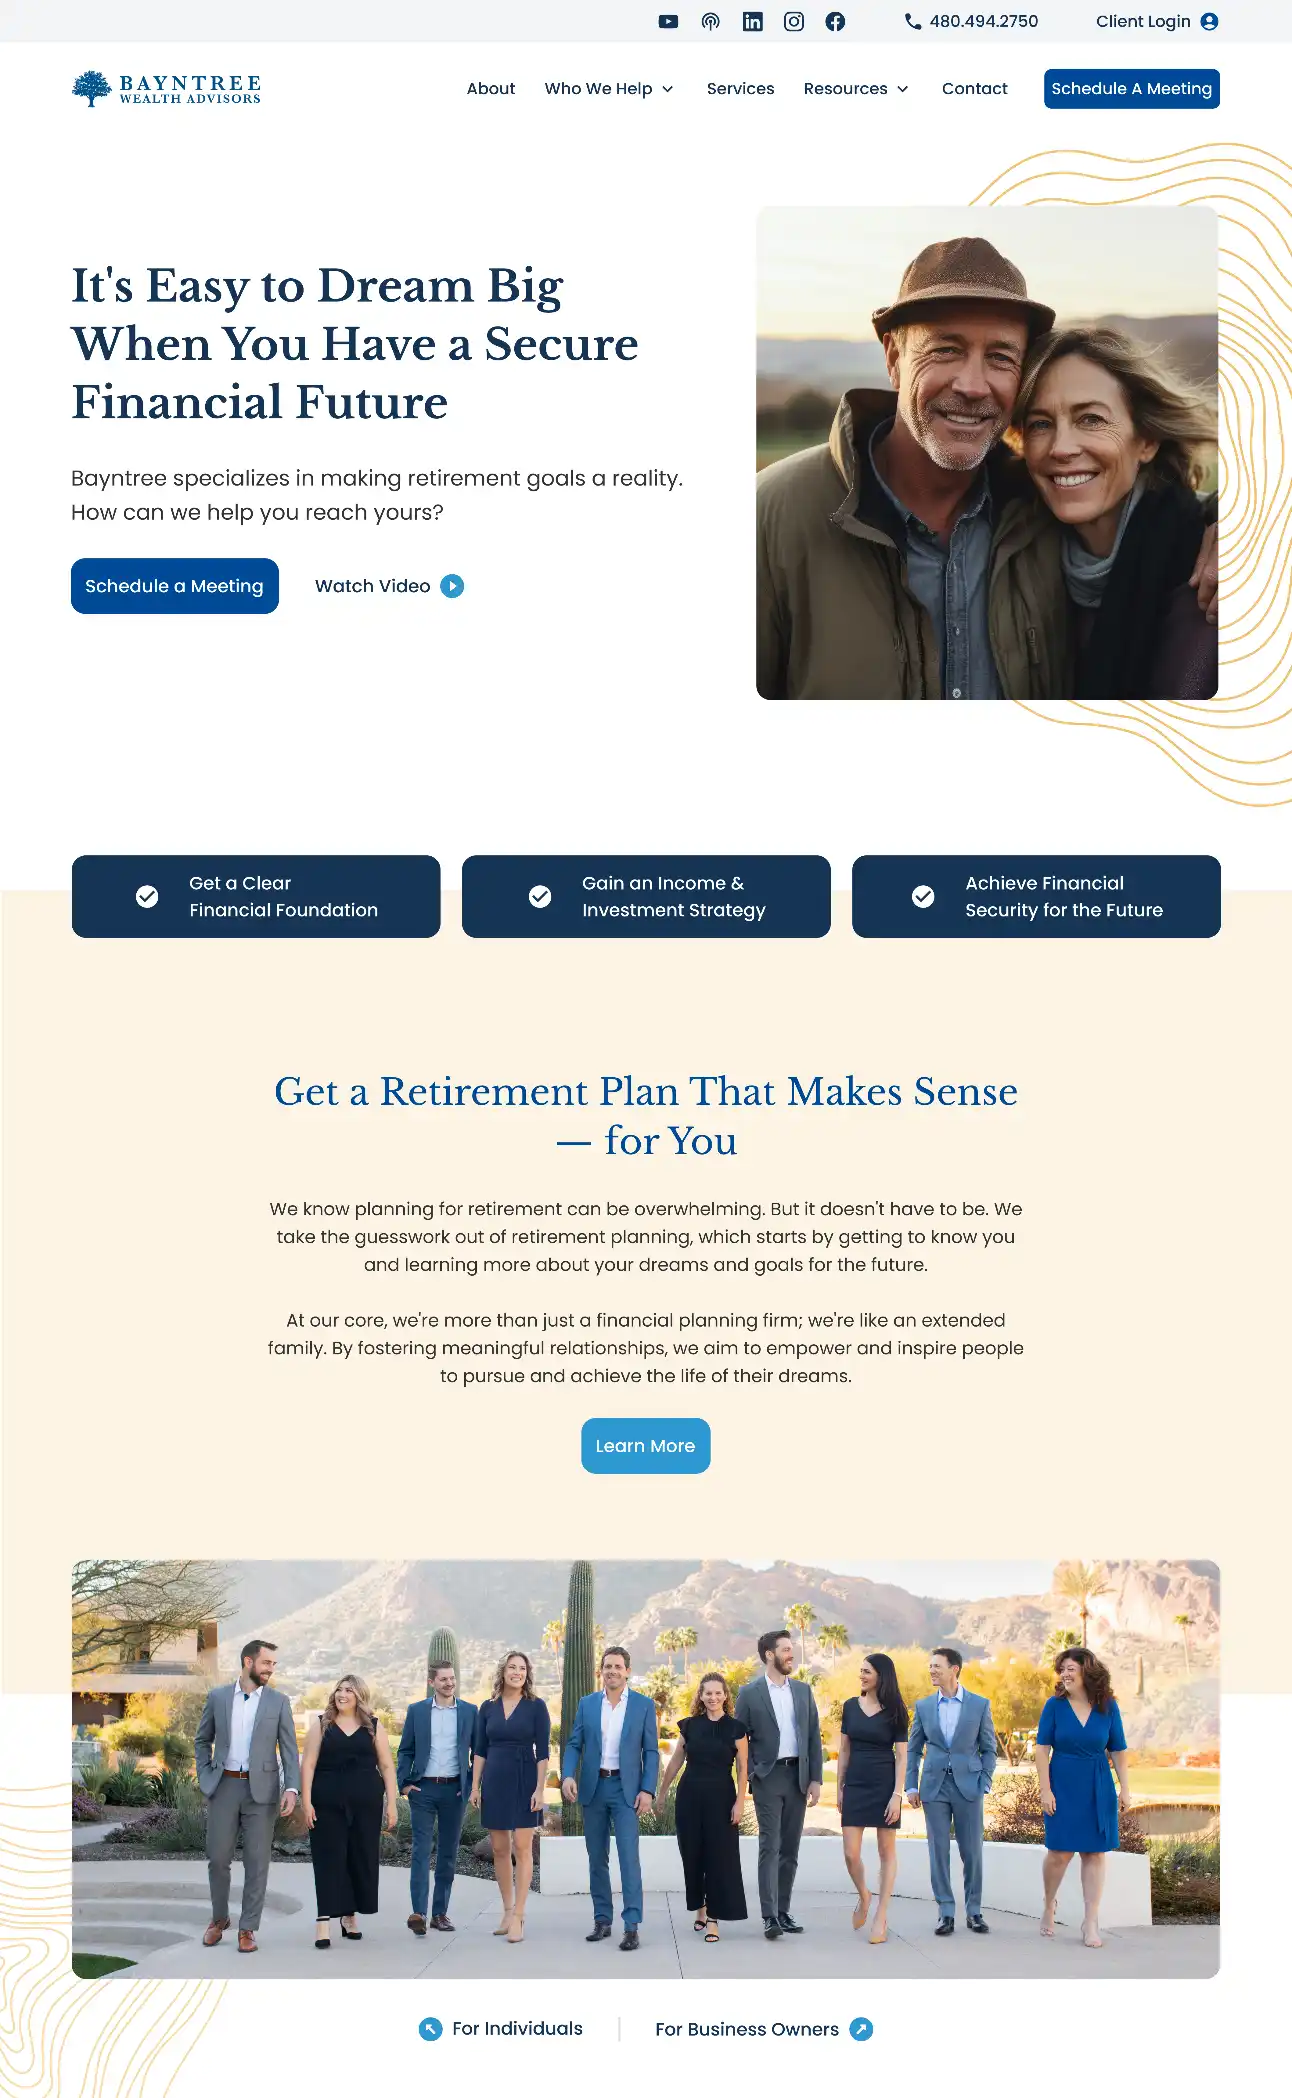 480.494.2750
Client Login
BAYNTREE
WEALTH ADVISORS
About
Who We Help
Services
Resources
Contact
Schedule A Meeting
It's Easy to Dream Big
When You Have a Secure
Financial Future
Bayntree specializes in making retirement goals a reality.
How can we help you reach yours?
Schedule a Meeting
Watch Video
Get a Clear
Financial Foundation
Gain an Income &
Investment Strategy
Achieve Financial
Security for the Future
Get a Retirement Plan That Makes Sense
— for You
We know planning for retirement can be overwhelming. But it doesn't have to be. We
take the guesswork out of retirement planning, which starts by getting to know you
and learning more about your dreams and goals for the future.
At our core, we're more than just a financial planning firm; we're like an extended
family. By fostering meaningful relationships, we aim to empower and inspire people
to pursue and achieve the life of their dreams.
Learn More
For Individuals
For Business Owners